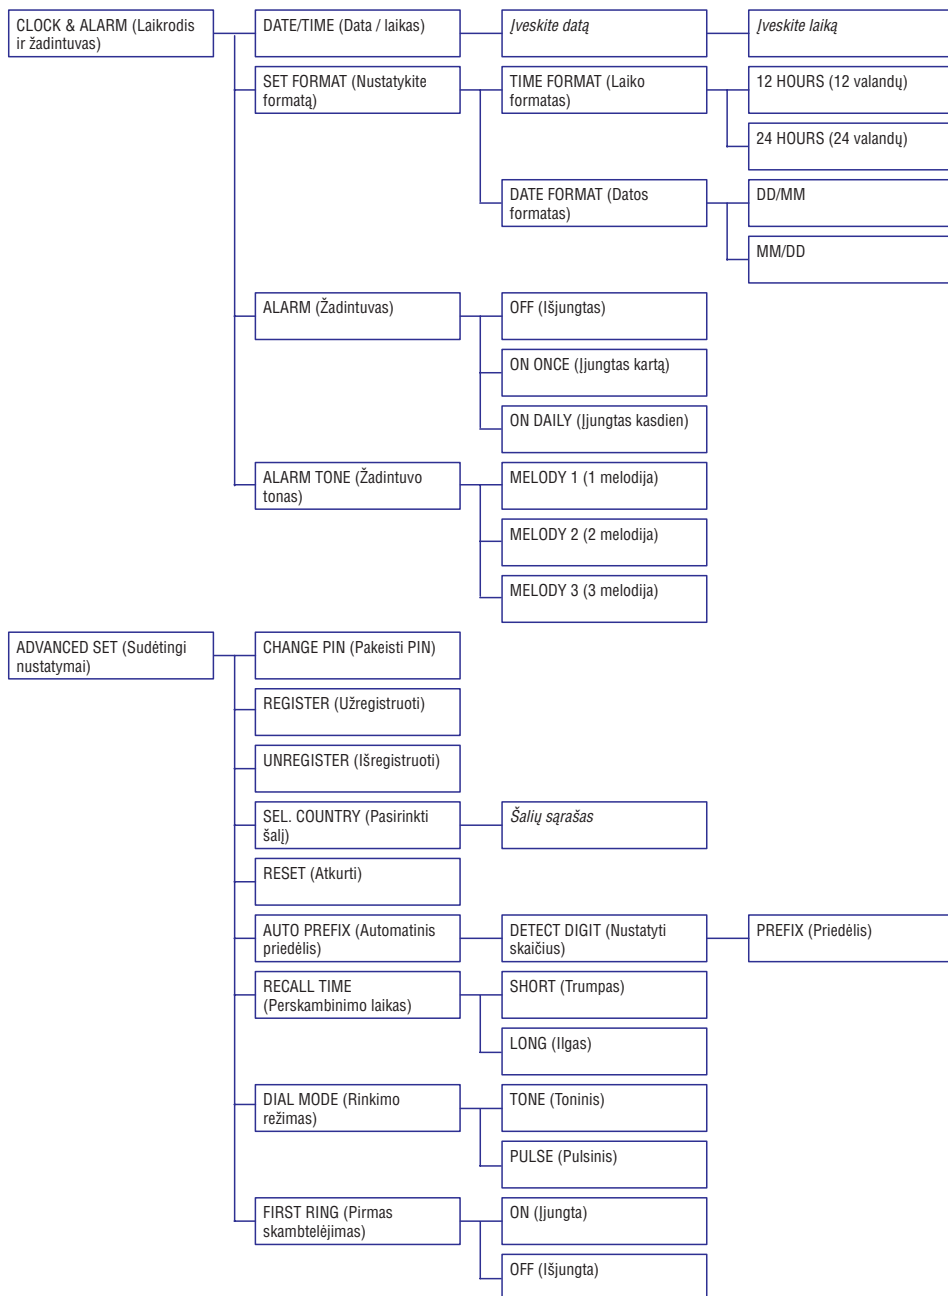 CLOCK & ALARM (Laikrodis
ir žadintuvas)
DATE/TIME (Data / laikas)
Įveskite datą
Įveskite laiką
SET FORMAT (Nustatykite
formatą)
TIME FORMAT (Laiko
formatas)
12 HOURS (12 valandų)
24 HOURS (24 valandų)
DATE FORMAT (Datos
formatas)
DD/MM
MM/DD
ALARM (Žadintuvas)
OFF (Išjungtas)
ON ONCE (Įjungtas kartą)
ON DAILY (Įjungtas kasdien)
ALARM TONE (Žadintuvo
tonas)
MELODY 1 (1 melodija)
MELODY 2 (2 melodija)
MELODY 3 (3 melodija)
ADVANCED SET (Sudėtingi
nustatymai)
CHANGE PIN (Pakeisti PIN)
REGISTER (Užregistruoti)
UNREGISTER (Išregistruoti)
SEL. COUNTRY (Pasirinkti
šalį)
Šalių sąrašas
RESET (Atkurti)
AUTO PREFIX (Automatinis
priedėlis)
DETECT DIGIT (Nustatyti
skaičius)
PREFIX (Priedėlis)
RECALL TIME
(Perskambinimo laikas)
SHORT (Trumpas)
LONG (Ilgas)
DIAL MODE (Rinkimo
režimas)
TONE (Toninis)
PULSE (Pulsinis)
FIRST RING (Pirmas
skambtelėjimas)
ON (Įjungta)
OFF (Išjungta)